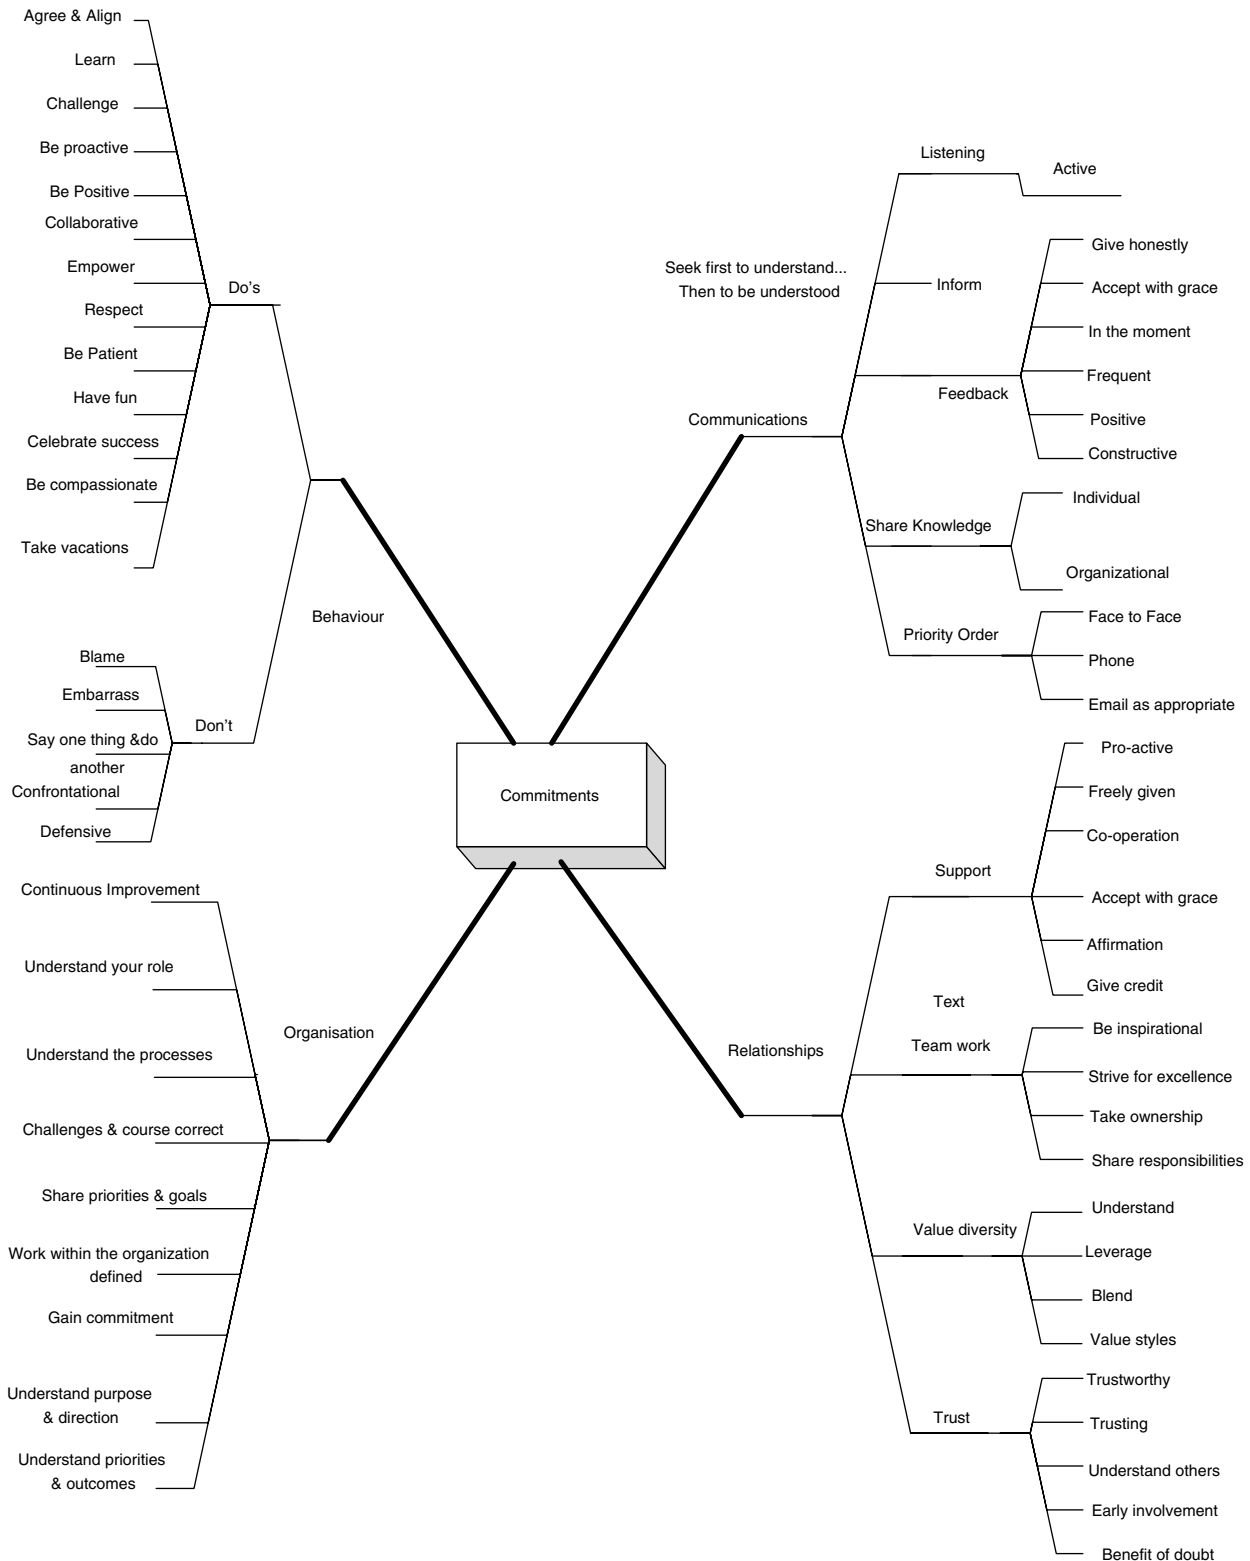 Agree & Align
Learn
Challenge
Be proactive
Be Positive
Collaborative
Empower
Do's
Respect
Be Patient
Have fun
Celebrate success
Be compassionate
Take vacations
Behaviour
Blame
Embarrass
Don't
Say one thing &do
another
Confrontational
Defensive
Listening
Active
Seek first to understand...
Then to be understood
Inform
Give honestly
Accept with grace
In the moment
Frequent
Feedback
Positive
Constructive
Communications
Individual
Share Knowledge
Organizational
Face to Face
Priority Order
Phone
Email as appropriate
Commitments
Continuous Improvement
Understand your role
Organisation
Understand the processes
Challenges & course correct
Share priorities & goals
Work within the organization
defined
Gain commitment
Understand purpose
& direction
Understand priorities
& outcomes
Pro-active
Freely given
Co-operation
Support
Accept with grace
Affirmation
Give credit
Text
Be inspirational
Team work
Relationships
Strive for excellence
Take ownership
Share responsibilities
Understand
Value diversity
Leverage
Blend
Value styles
Trustworthy
Trust
Trusting
Understand others
Early involvement
Benefit of doubt